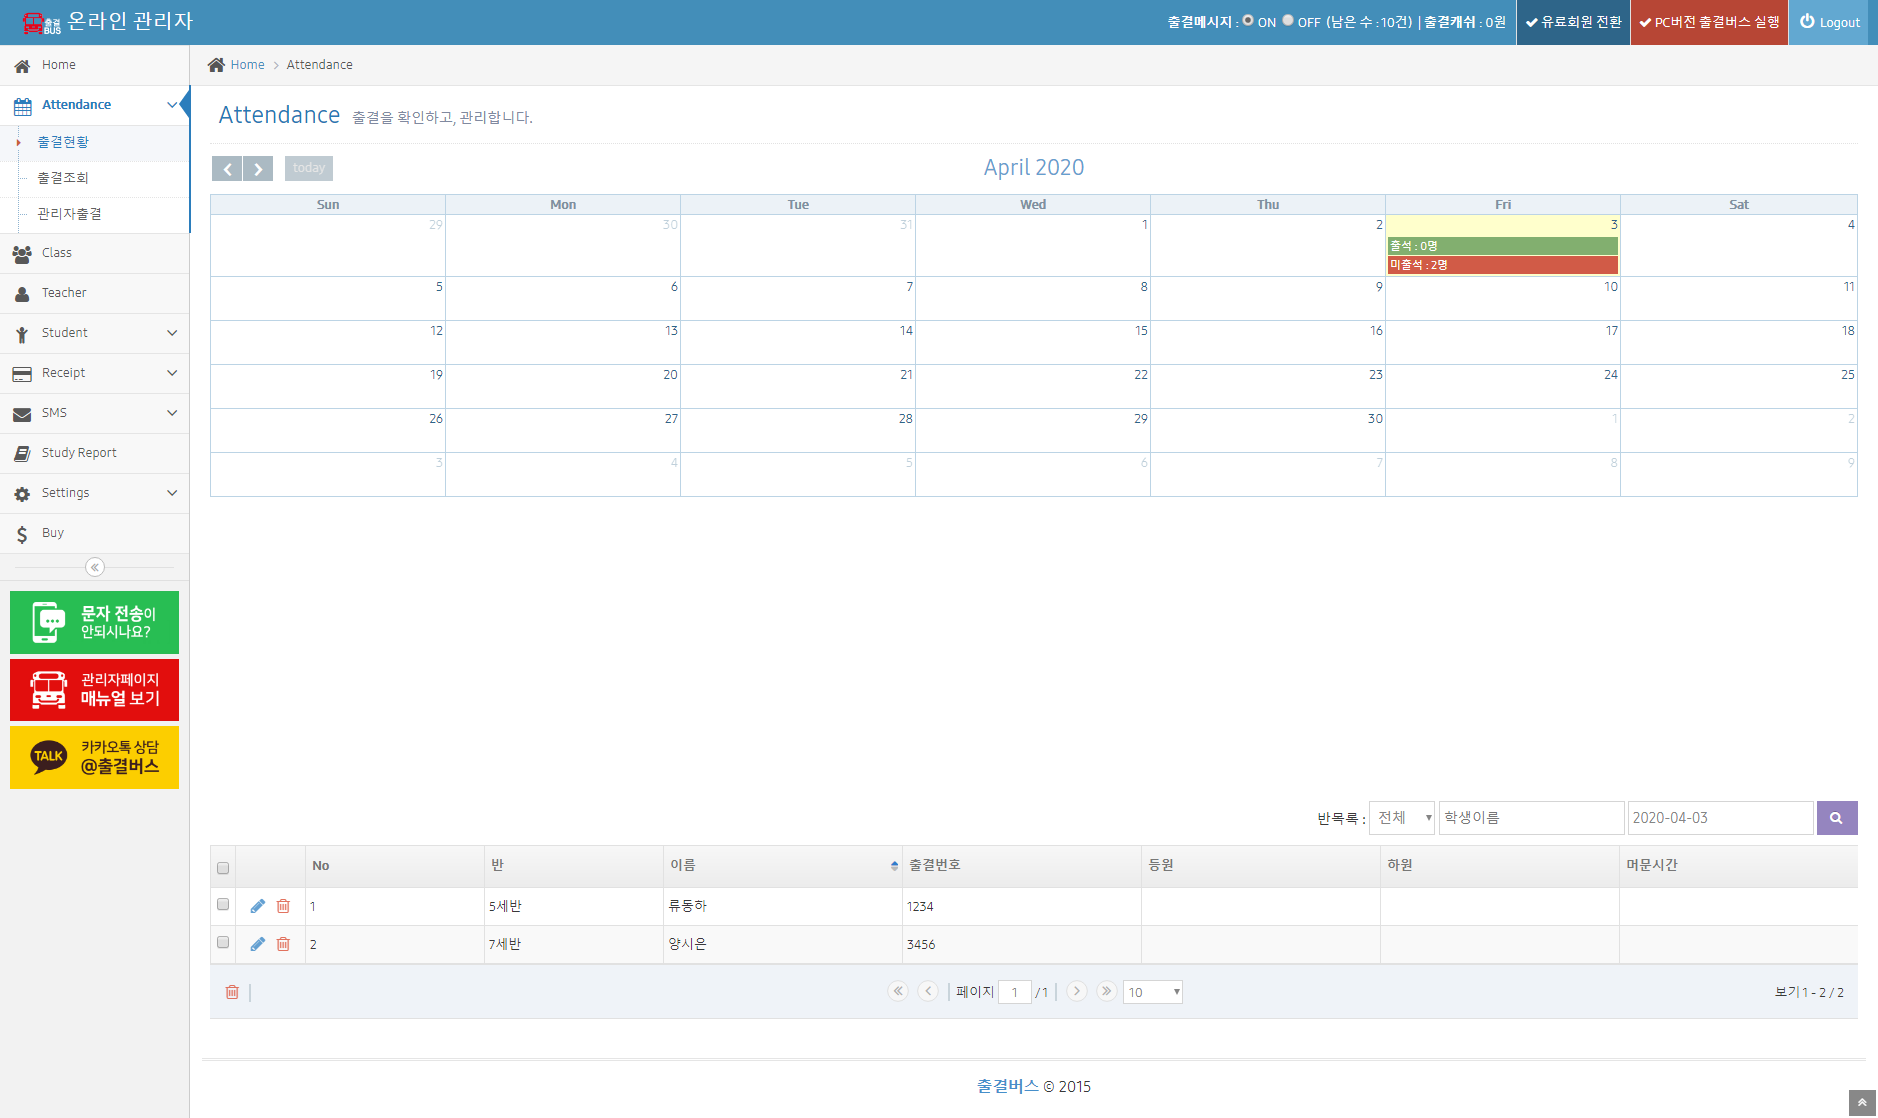 출결BUS 온라인 관리자
출결메시지 : ON OFF (남은 수 : 10건) | 출결캐쉬 : 0원
유료회원 전환
PC버전 출결버스 실행
Logout
Home
Attendance
출결현황
출결조회
관리자출결
Class
Teacher
Student
Receipt
SMS
Study Report
Settings
Buy
문자 전송이
안되시나요?
관리자페이지
매뉴얼 보기
TALK
카카오톡 상담
@출결버스
Home > Attendance
Attendance 출결을 확인하고, 관리합니다.
today
April 2020
Sun Mon Tue Wed Thu Fri Sat
29 30 31 1 2 3 4
출석 : 0명
미출석 : 2명
5 6 7 8 9 10 11
12 13 14 15 16 17 18
19 20 21 22 23 24 25
26 27 28 29 30 1 2
3 4 5 6 7 8 9
반목록 : 전체 학생이름 2020-04-03
No 반 이름 출결번호 등원 하원 머문시간
1 5세반 류동하 1234
2 7세반 양시은 3456
페이지 1 / 1 10
보기 1 - 2 / 2
출결버스 © 2015